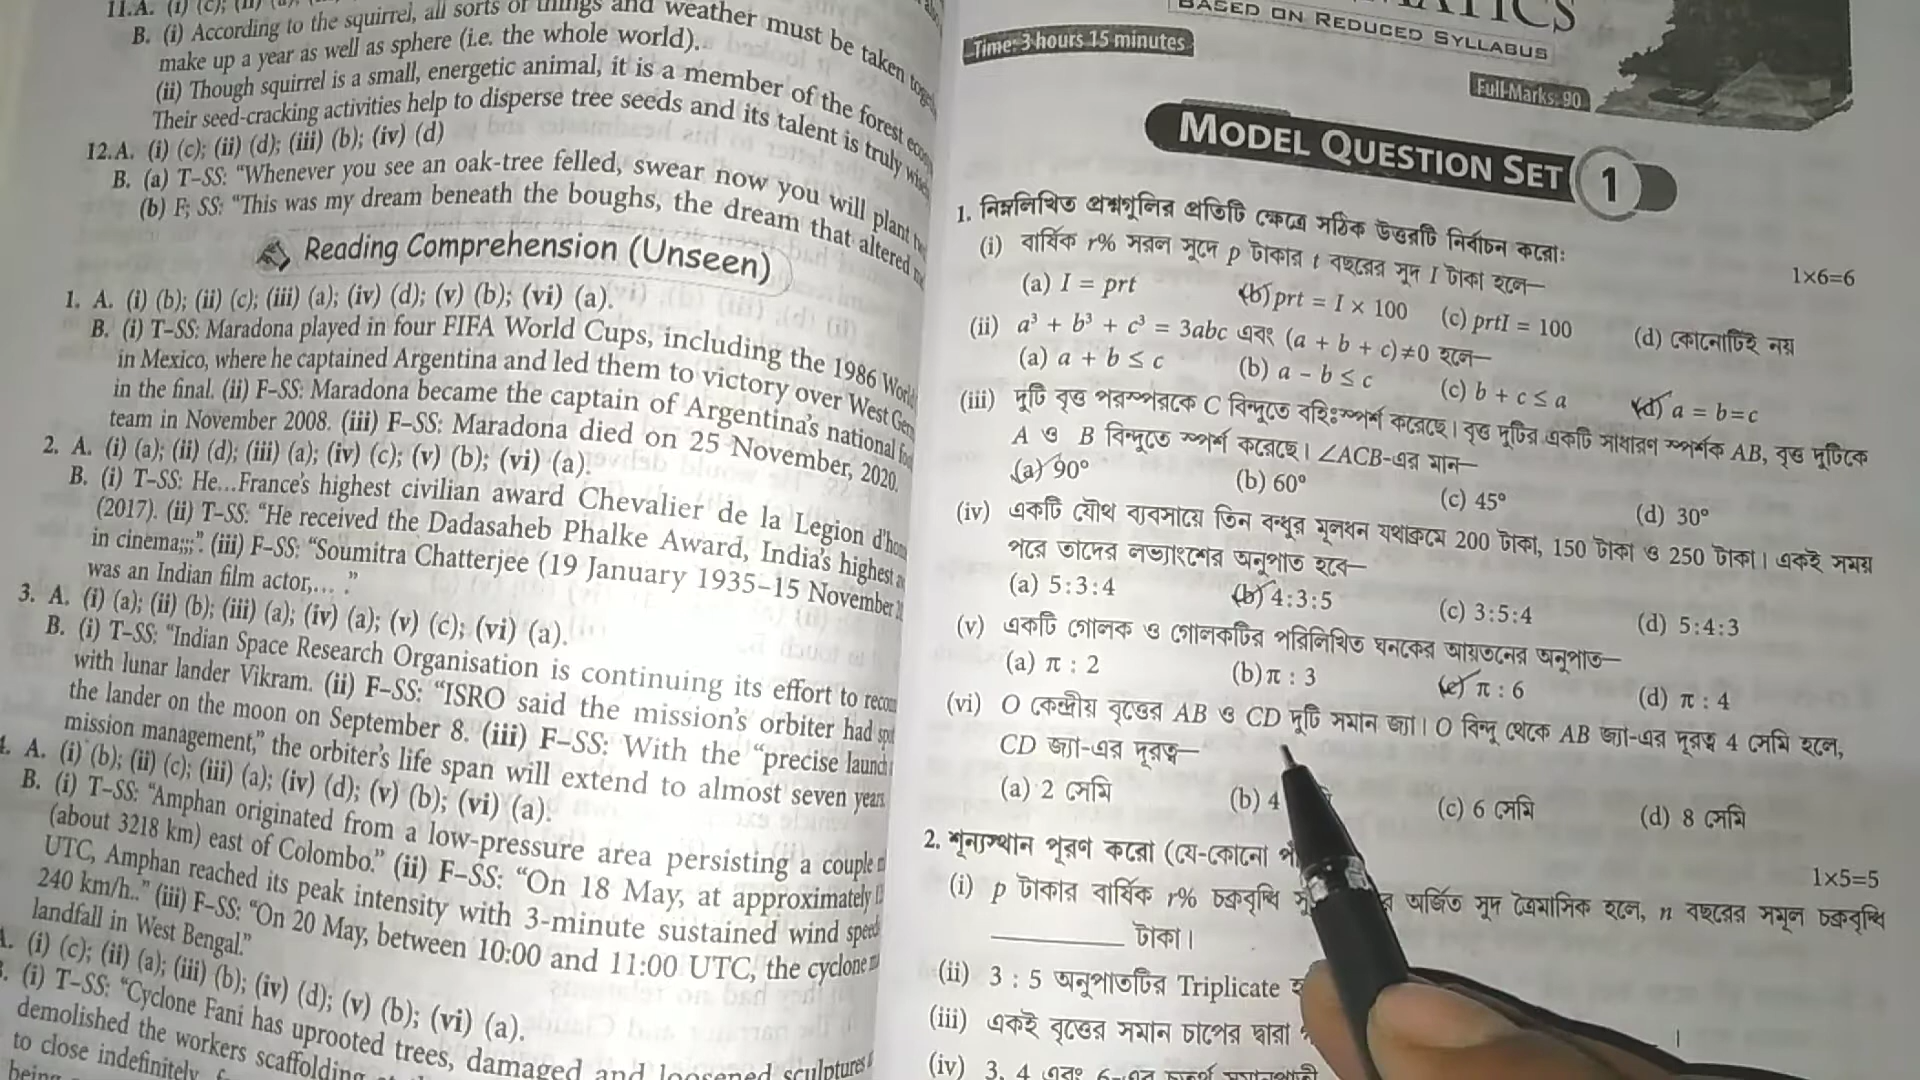 11.A. (i) (c); (ii)
B. (i) According to the squirrel, all sorts of things and weather must be taken
make up a year as well as sphere (i.e. the whole world).
(ii) Though squirrel is a small, energetic animal, it is a member of the forest
Their seed-cracking activities help to disperse tree seeds and its talent is truly
12.A. (i) (c); (ii) (d); (iii) (b); (iv) (d)
B. (a) T–SS: “Whenever you see an oak-tree felled, swear now you will plant
(b) F; SS: “This was my dream beneath the boughs, the dream that altered
Reading Comprehension (Unseen)
1. A. (i) (b); (ii) (c); (iii) (a); (iv) (d); (v) (b); (vi) (a).
B. (i) T–SS: Maradona played in four FIFA World Cups, including the 1986
in Mexico, where he captained Argentina and led them to victory over West
in the final. (ii) F–SS: Maradona became the captain of Argentina's national
team in November 2008. (iii) F–SS: Maradona died on 25 November, 2020.
2. A. (i) (a); (ii) (d); (iii) (a); (iv) (c); (v) (b); (vi) (a).
B. (i) T–SS: He...France's highest civilian award Chevalier de la Legion
(2017). (ii) T–SS: “He received the Dadasaheb Phalke Award, India's highest
in cinema;;;”. (iii) F–SS: “Soumitra Chatterjee (19 January 1935–15 November
was an Indian film actor,... .”
3. A. (i) (a); (ii) (b); (iii) (a); (iv) (a); (v) (c); (vi) (a).
B. (i) T–SS: “Indian Space Research Organisation is continuing its effort to
with lunar lander Vikram. (ii) F–SS: “ISRO said the mission's orbiter had
the lander on the moon on September 8. (iii) F–SS: With the “precise launch
mission management,” the orbiter's life span will extend to almost seven years
A. (i) (b); (ii) (c); (iii) (a); (iv) (d); (v) (b); (vi) (a).
B. (i) T–SS: “Amphan originated from a low-pressure area persisting a couple
(about 3218 km) east of Colombo.” (ii) F–SS: “On 18 May, at approximately
UTC, Amphan reached its peak intensity with 3-minute sustained wind speed
240 km/h..” (iii) F–SS: “On 20 May, between 10:00 and 11:00 UTC, the cyclone
landfall in West Bengal.”
(i) (c); (ii) (a); (iii) (b); (iv) (d); (v) (b); (vi) (a).
(i) T–SS: “Cyclone Fani has uprooted trees, damaged and loosened sculptures
demolished the workers scaffolding
to close indefinitely
BASED ON REDUCED SYLLABUS
Time: 3 hours 15 minutes
Full Marks: 90
MODEL QUESTION SET 1
1. নিম্নলিখিত প্রশ্নগুলির প্রতিটি ক্ষেত্রে সঠিক উত্তরটি নির্বাচন করো: 1×6=6
(i) বার্ষিক r% সরল সুদে p টাকার t বছরের সুদ I টাকা হলে—
(a) I = prt (b) prt = I × 100 (c) prtI = 100 (d) কোনোটিই নয়
(ii) a³ + b³ + c³ = 3abc এবং (a + b + c)≠0 হলে—
(a) a + b ≤ c (b) a – b ≤ c (c) b + c ≤ a (d) a = b=c
(iii) দুটি বৃত্ত পরস্পরকে C বিন্দুতে বহিঃস্পর্শ করেছে। বৃত্ত দুটির একটি সাধারণ স্পর্শক AB, বৃত্ত দুটিকে
A ও B বিন্দুতে স্পর্শ করেছে। ∠ACB-এর মান—
(a) 90° (b) 60° (c) 45° (d) 30°
(iv) একটি যৌথ ব্যবসায়ে তিন বন্ধুর মূলধন যথাক্রমে 200 টাকা, 150 টাকা ও 250 টাকা। একই সময়
পরে তাদের লভ্যাংশের অনুপাত হবে—
(a) 5:3:4 (b) 4:3:5 (c) 3:5:4 (d) 5:4:3
(v) একটি গোলক ও গোলকটির পরিলিখিত ঘনকের আয়তনের অনুপাত—
(a) π : 2 (b) π : 3 (c) π : 6 (d) π : 4
(vi) O কেন্দ্রীয় বৃত্তের AB ও CD দুটি সমান জ্যা। O বিন্দু থেকে AB জ্যা-এর দূরত্ব 4 সেমি হলে,
CD জ্যা-এর দূরত্ব—
(a) 2 সেমি (b) 4 (c) 6 সেমি (d) 8 সেমি
2. শূন্যস্থান পূরণ করো (যে-কোনো 1×5=5
(i) p টাকার বার্ষিক r% চক্রবৃদ্ধি অর্জিত সুদ ত্রৈমাসিক হলে, n বছরের সমূল চক্রবৃদ্ধি
________ টাকা।
(ii) 3 : 5 অনুপাতটির Triplicate
(iii) একই বৃত্তের সমান চাপের দ্বারা
(iv) 3, 4 এবং 6-এর চতুর্থ সমানুপাতী